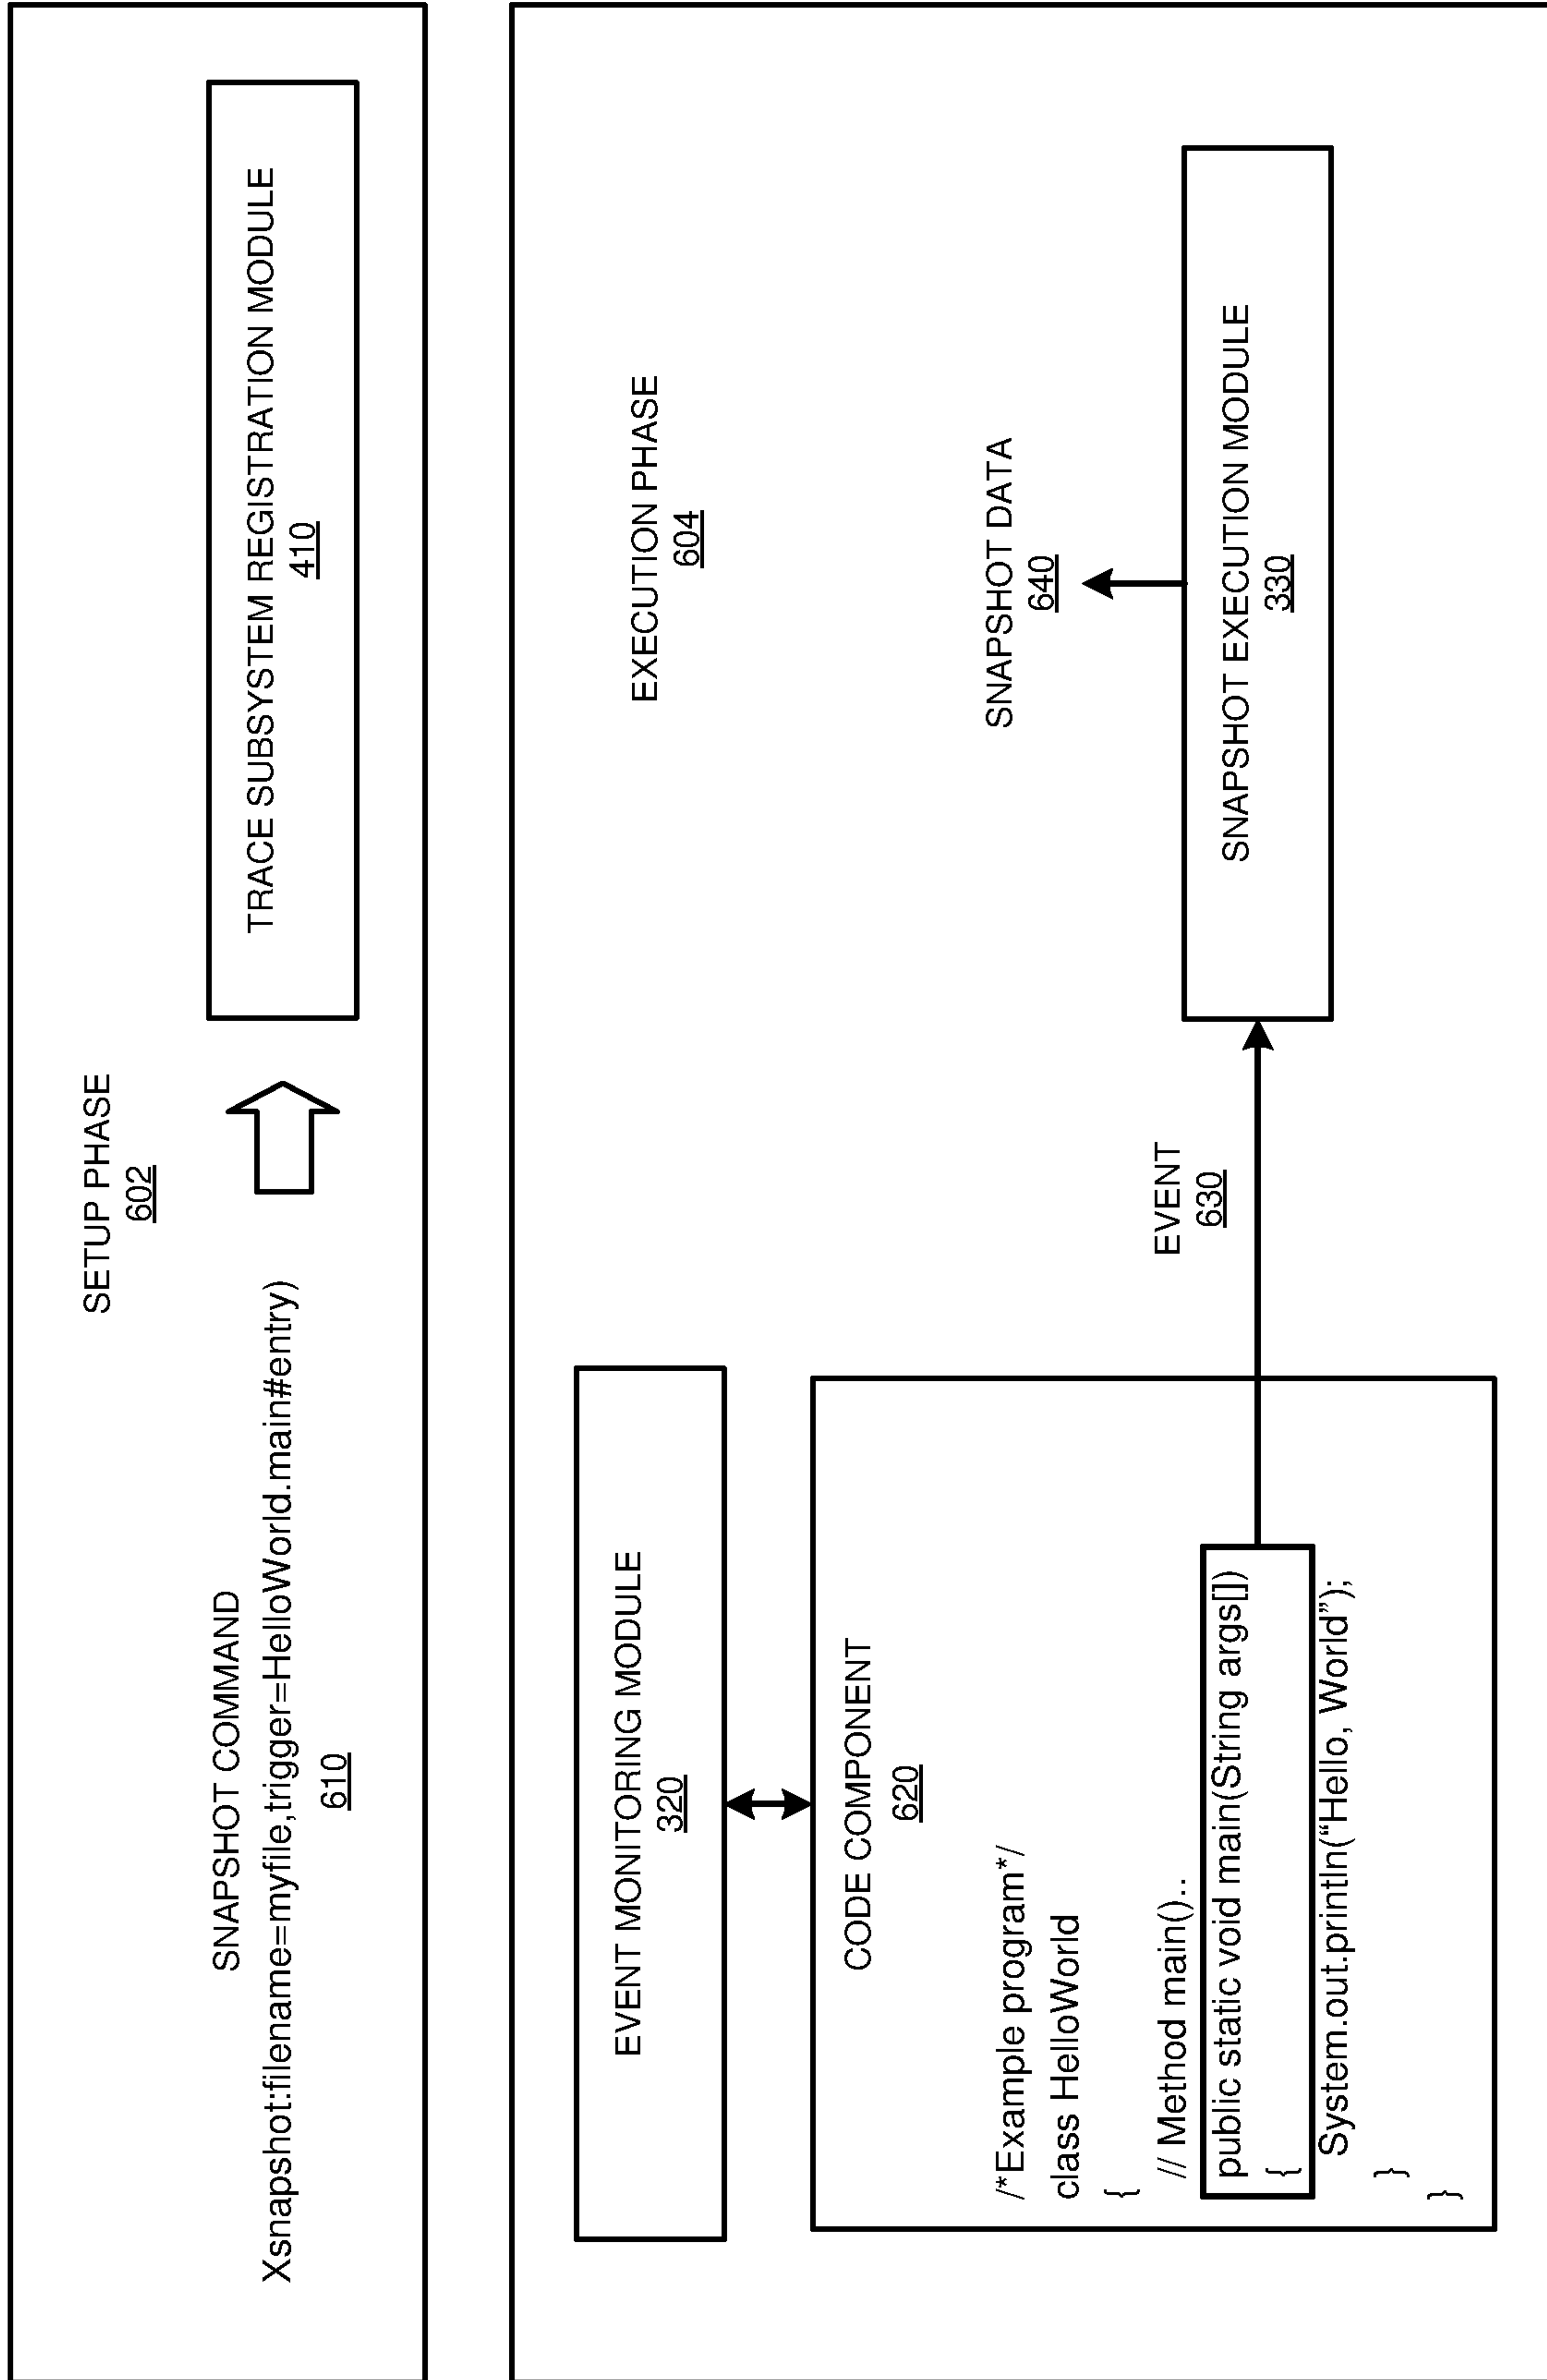 SETUP PHASE
602
SNAPSHOT COMMAND
Xsnapshot:filename=myfile,trigger=HelloWorld.main#entry)
610
TRACE SUBSYSTEM REGISTRATION MODULE
410
EXECUTION PHASE
604
EVENT MONITORING MODULE
320
CODE COMPONENT
620
/*Example program*/
class HelloWorld
{
// Method main()..
public static void main(String args[])
{
System.out.println(“Hello, World”);
}
}
EVENT
630
SNAPSHOT DATA
640
SNAPSHOT EXECUTION MODULE
330